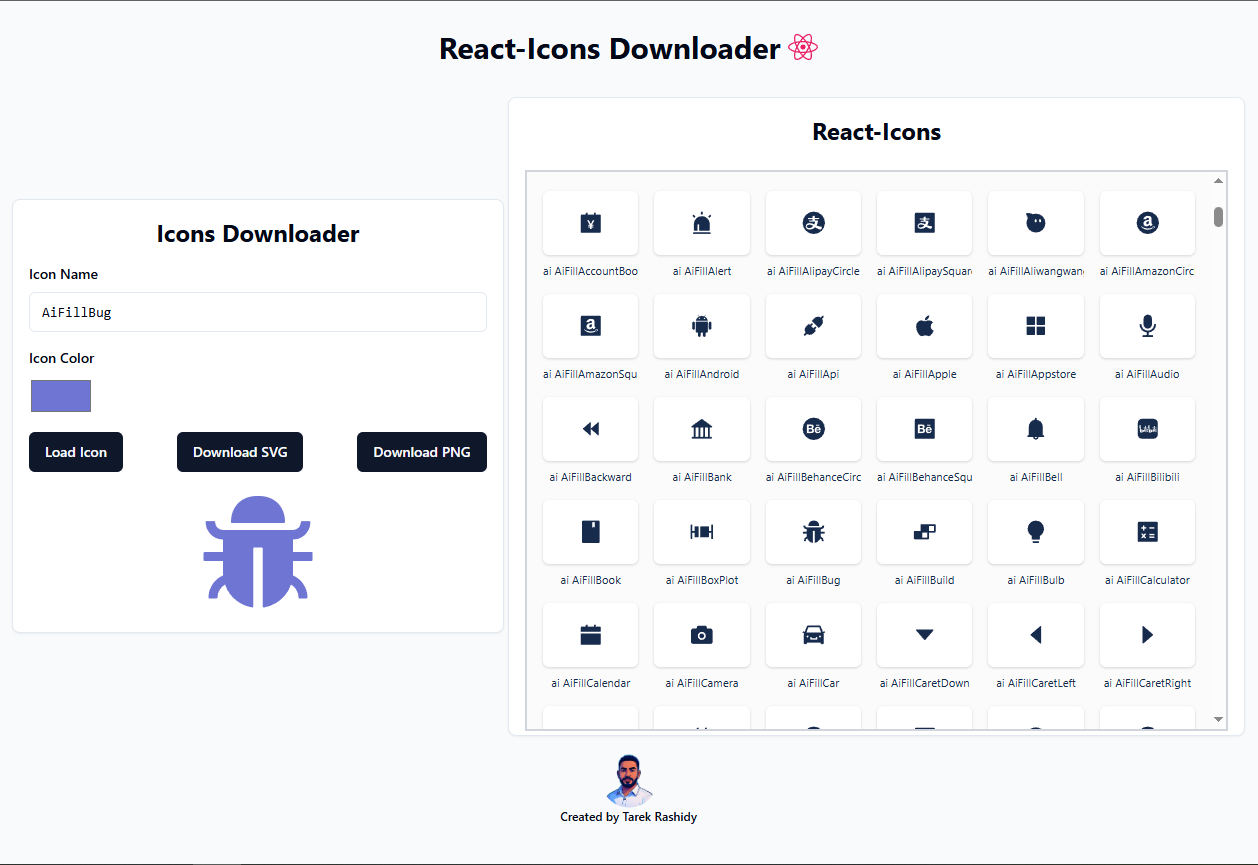 React-Icons Downloader
Icons Downloader
Icon Name
AiFillBug
Icon Color
Load Icon
Download SVG
Download PNG
React-Icons
ai AiFillAccountBoo
ai AiFillAlert
ai AiFillAlipayCircle
ai AiFillAlipaySquar
ai AiFillAliwangwan
ai AiFillAmazonCirc
ai AiFillAmazonSqu
ai AiFillAndroid
ai AiFillApi
ai AiFillApple
ai AiFillAppstore
ai AiFillAudio
ai AiFillBackward
ai AiFillBank
ai AiFillBehanceCirc
ai AiFillBehanceSqu
ai AiFillBell
ai AiFillBilibili
ai AiFillBook
ai AiFillBoxPlot
ai AiFillBug
ai AiFillBuild
ai AiFillBulb
ai AiFillCalculator
ai AiFillCalendar
ai AiFillCamera
ai AiFillCar
ai AiFillCaretDown
ai AiFillCaretLeft
ai AiFillCaretRight
Created by Tarek Rashidy